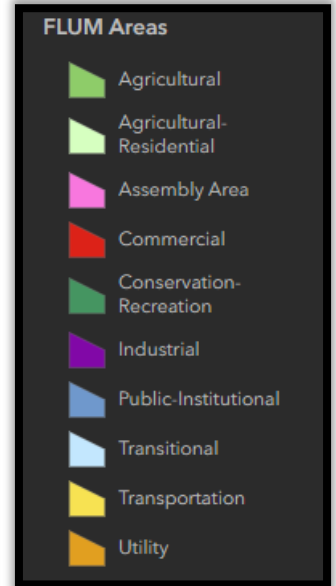 FLUM Areas
Agricultural
Agricultural-
Residential
Assembly Area
Commercial
Conservation-
Recreation
Industrial
Public-Institutional
Transitional
Transportation
Utility